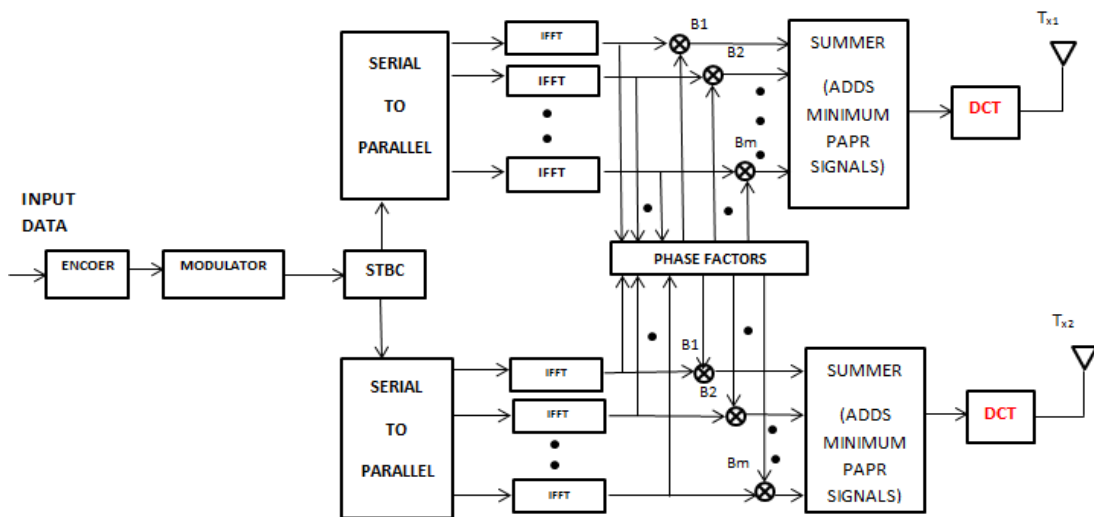 Tx1
B1
IFFT
SUMMER
B2
SERIAL
IFFT
TO
(ADDS
DCT
MINIMUM
PARALLEL
Bm
PAPR
IFFT
SIGNALS)
INPUT
DATA
PHASE FACTORS
ENCOER
MODULATOR
STBC
Tx2
B1
IFFT
SUMMER
SERIAL
B2
IFFT
(ADDS
DCT
TO
MINIMUM
Bm
PARALLEL
PAPR
IFFT
SIGNALS)